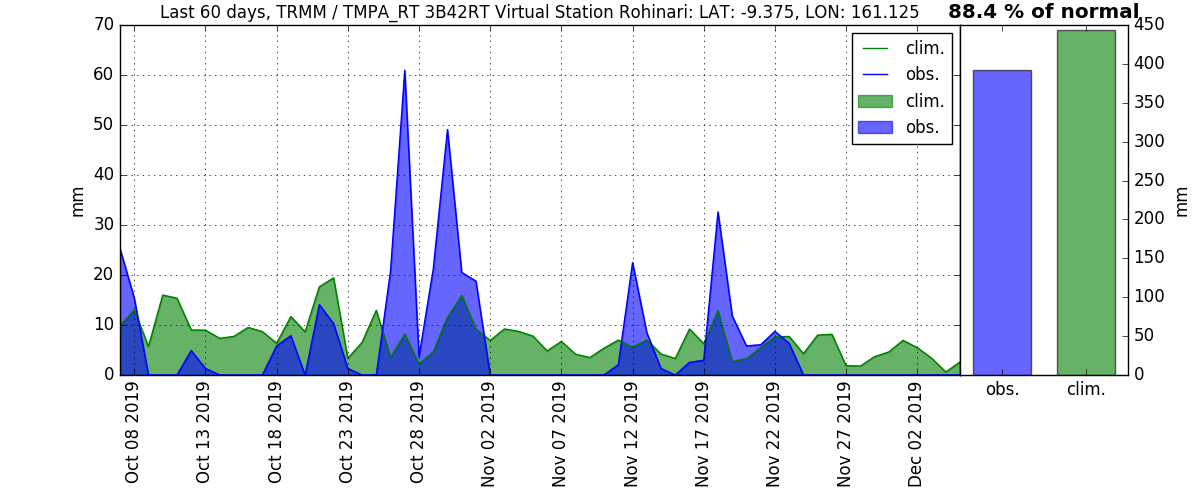 Last 60 days, TRMM / TMPA_RT 3B42RT Virtual Station Rohinari: LAT: -9.375, LON: 161.125
88.4 % of normal
70
60
50
40
30
20
10
0
mm
clim.
obs.
clim.
obs.
450
400
350
300
250
200
150
100
50
0
mm
Oct 08 2019
Oct 13 2019
Oct 18 2019
Oct 23 2019
Oct 28 2019
Nov 02 2019
Nov 07 2019
Nov 12 2019
Nov 17 2019
Nov 22 2019
Nov 27 2019
Dec 02 2019
obs.
clim.